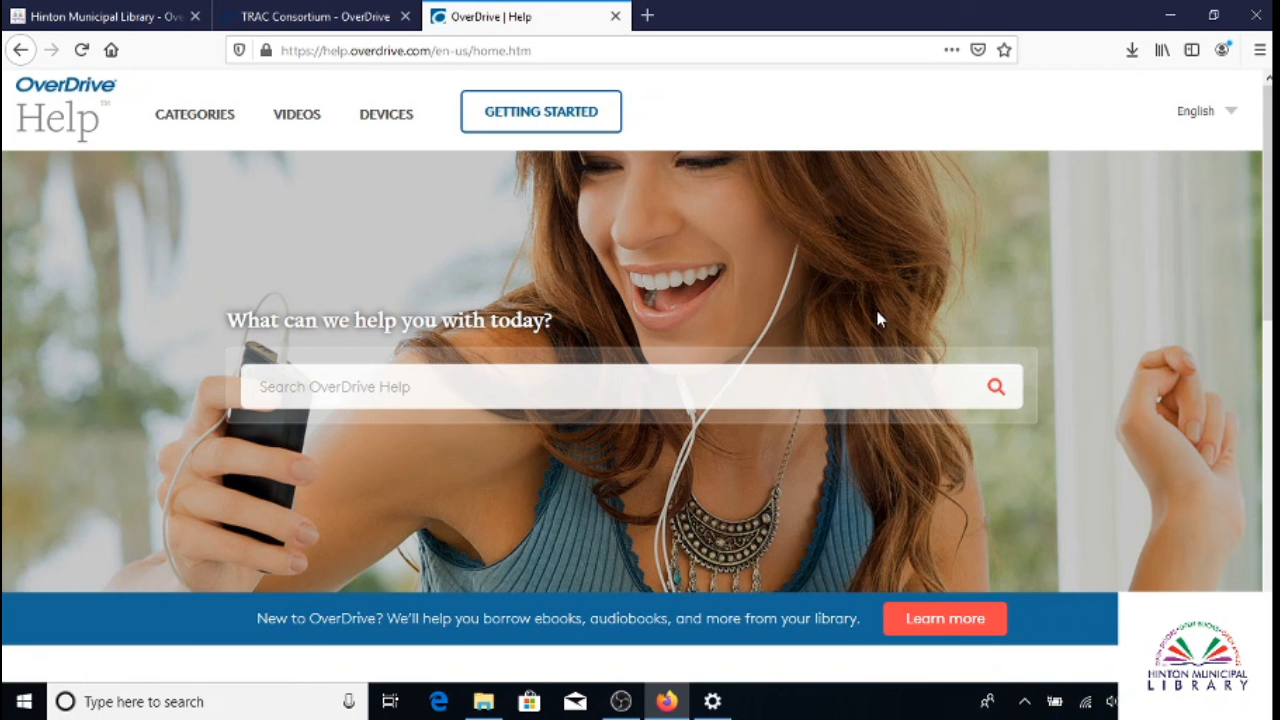 Hinton Municipal Library - Ove
TRAC Consortium - OverDrive
OverDrive | Help
https://help.overdrive.com/en-us/home.htm
OverDrive
Help™
CATEGORIES
VIDEOS
DEVICES
GETTING STARTED
English
What can we help you with today?
Search OverDrive Help
New to OverDrive? We'll help you borrow ebooks, audiobooks, and more from your library.
Learn more
HINTON MUNICIPAL
LIBRARY
Type here to search